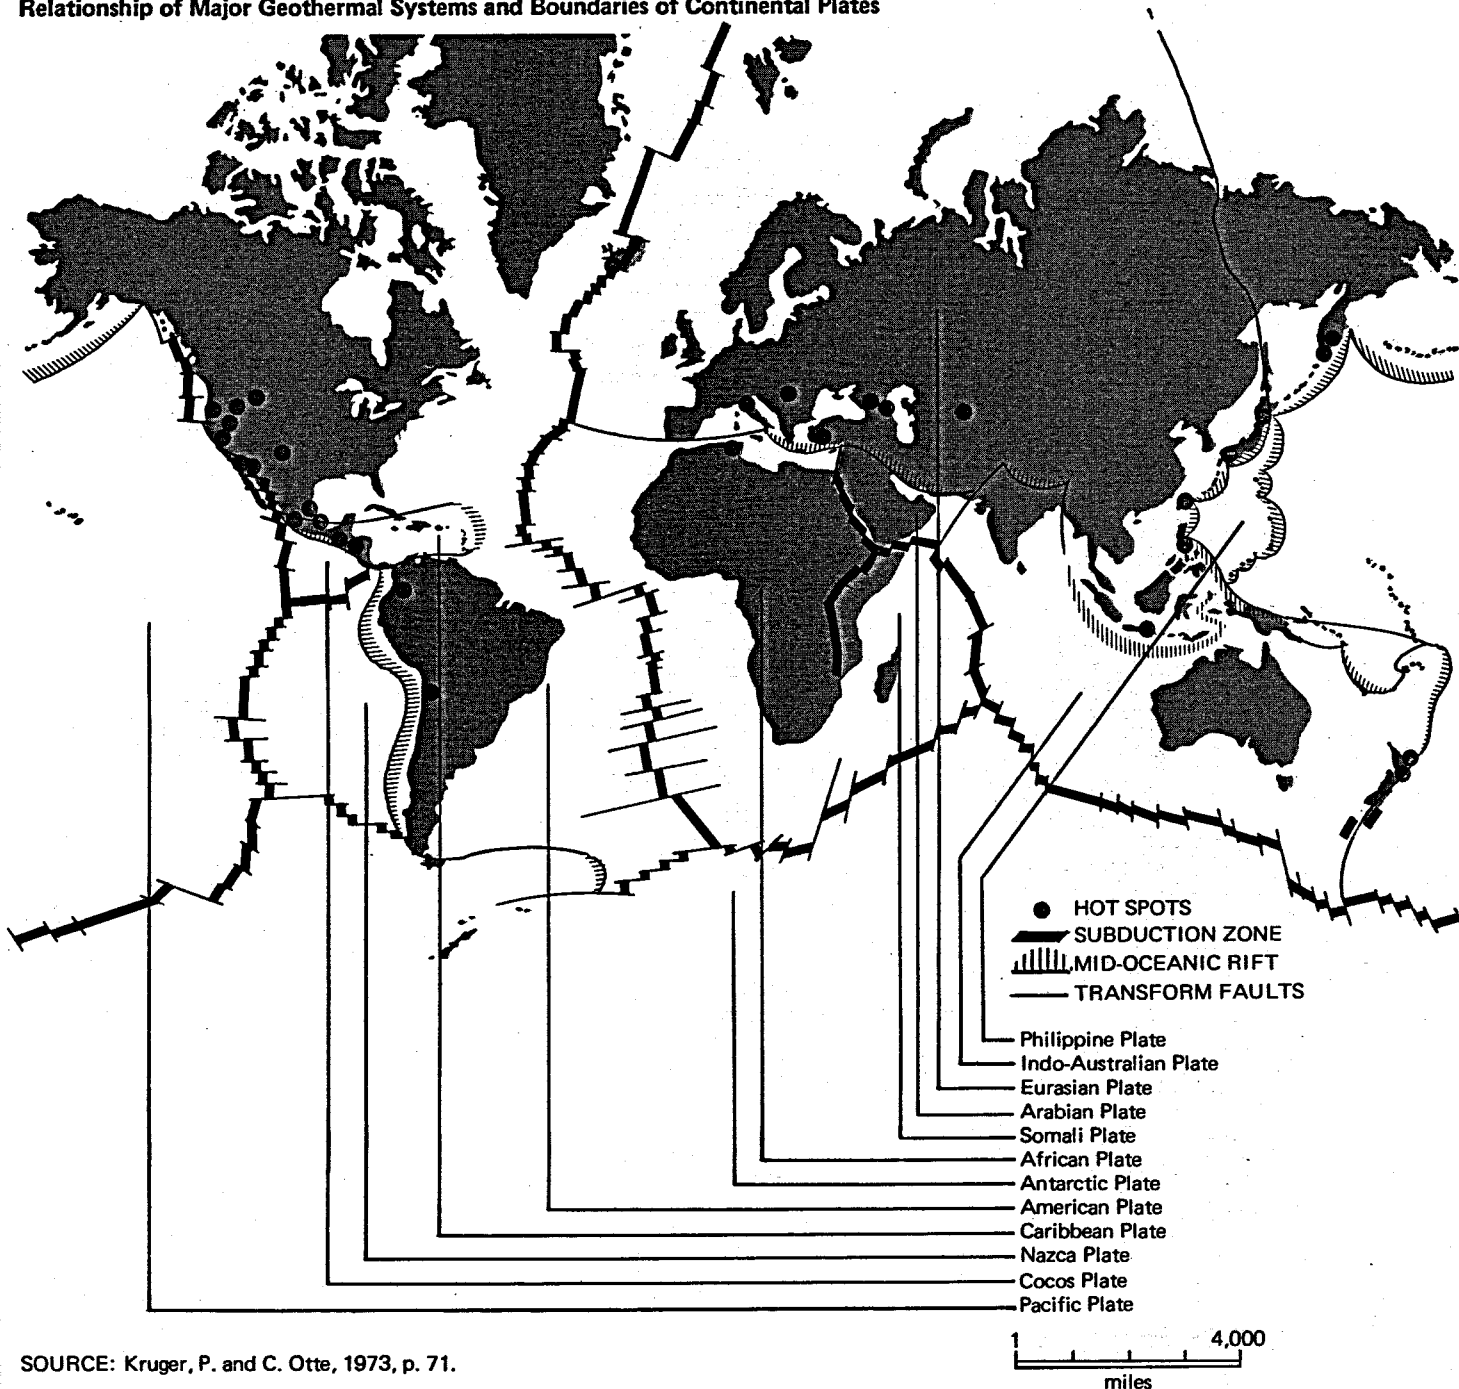 Relationship of Major Geothermal Systems and Boundaries of Continental Plates
HOT SPOTS
SUBDUCTION ZONE
MID-OCEANIC RIFT
TRANSFORM FAULTS
Philippine Plate
Indo-Australian Plate
Eurasian Plate
Arabian Plate
Somali Plate
African Plate
Antarctic Plate
American Plate
Caribbean Plate
Nazca Plate
Cocos Plate
Pacific Plate
1 4,000
miles
SOURCE: Kruger, P. and C. Otte, 1973, p. 71.